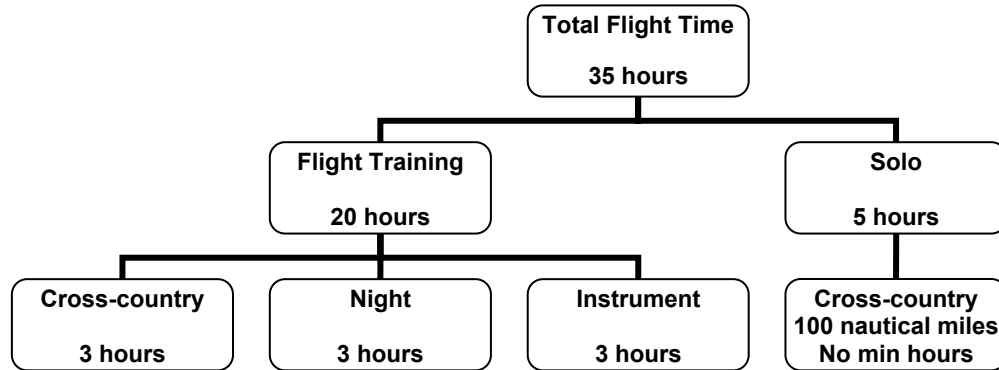 Total Flight Time
35 hours
Flight Training
20 hours
Solo
5 hours
Cross-country
3 hours
Night
3 hours
Instrument
3 hours
Cross-country
100 nautical miles
No min hours